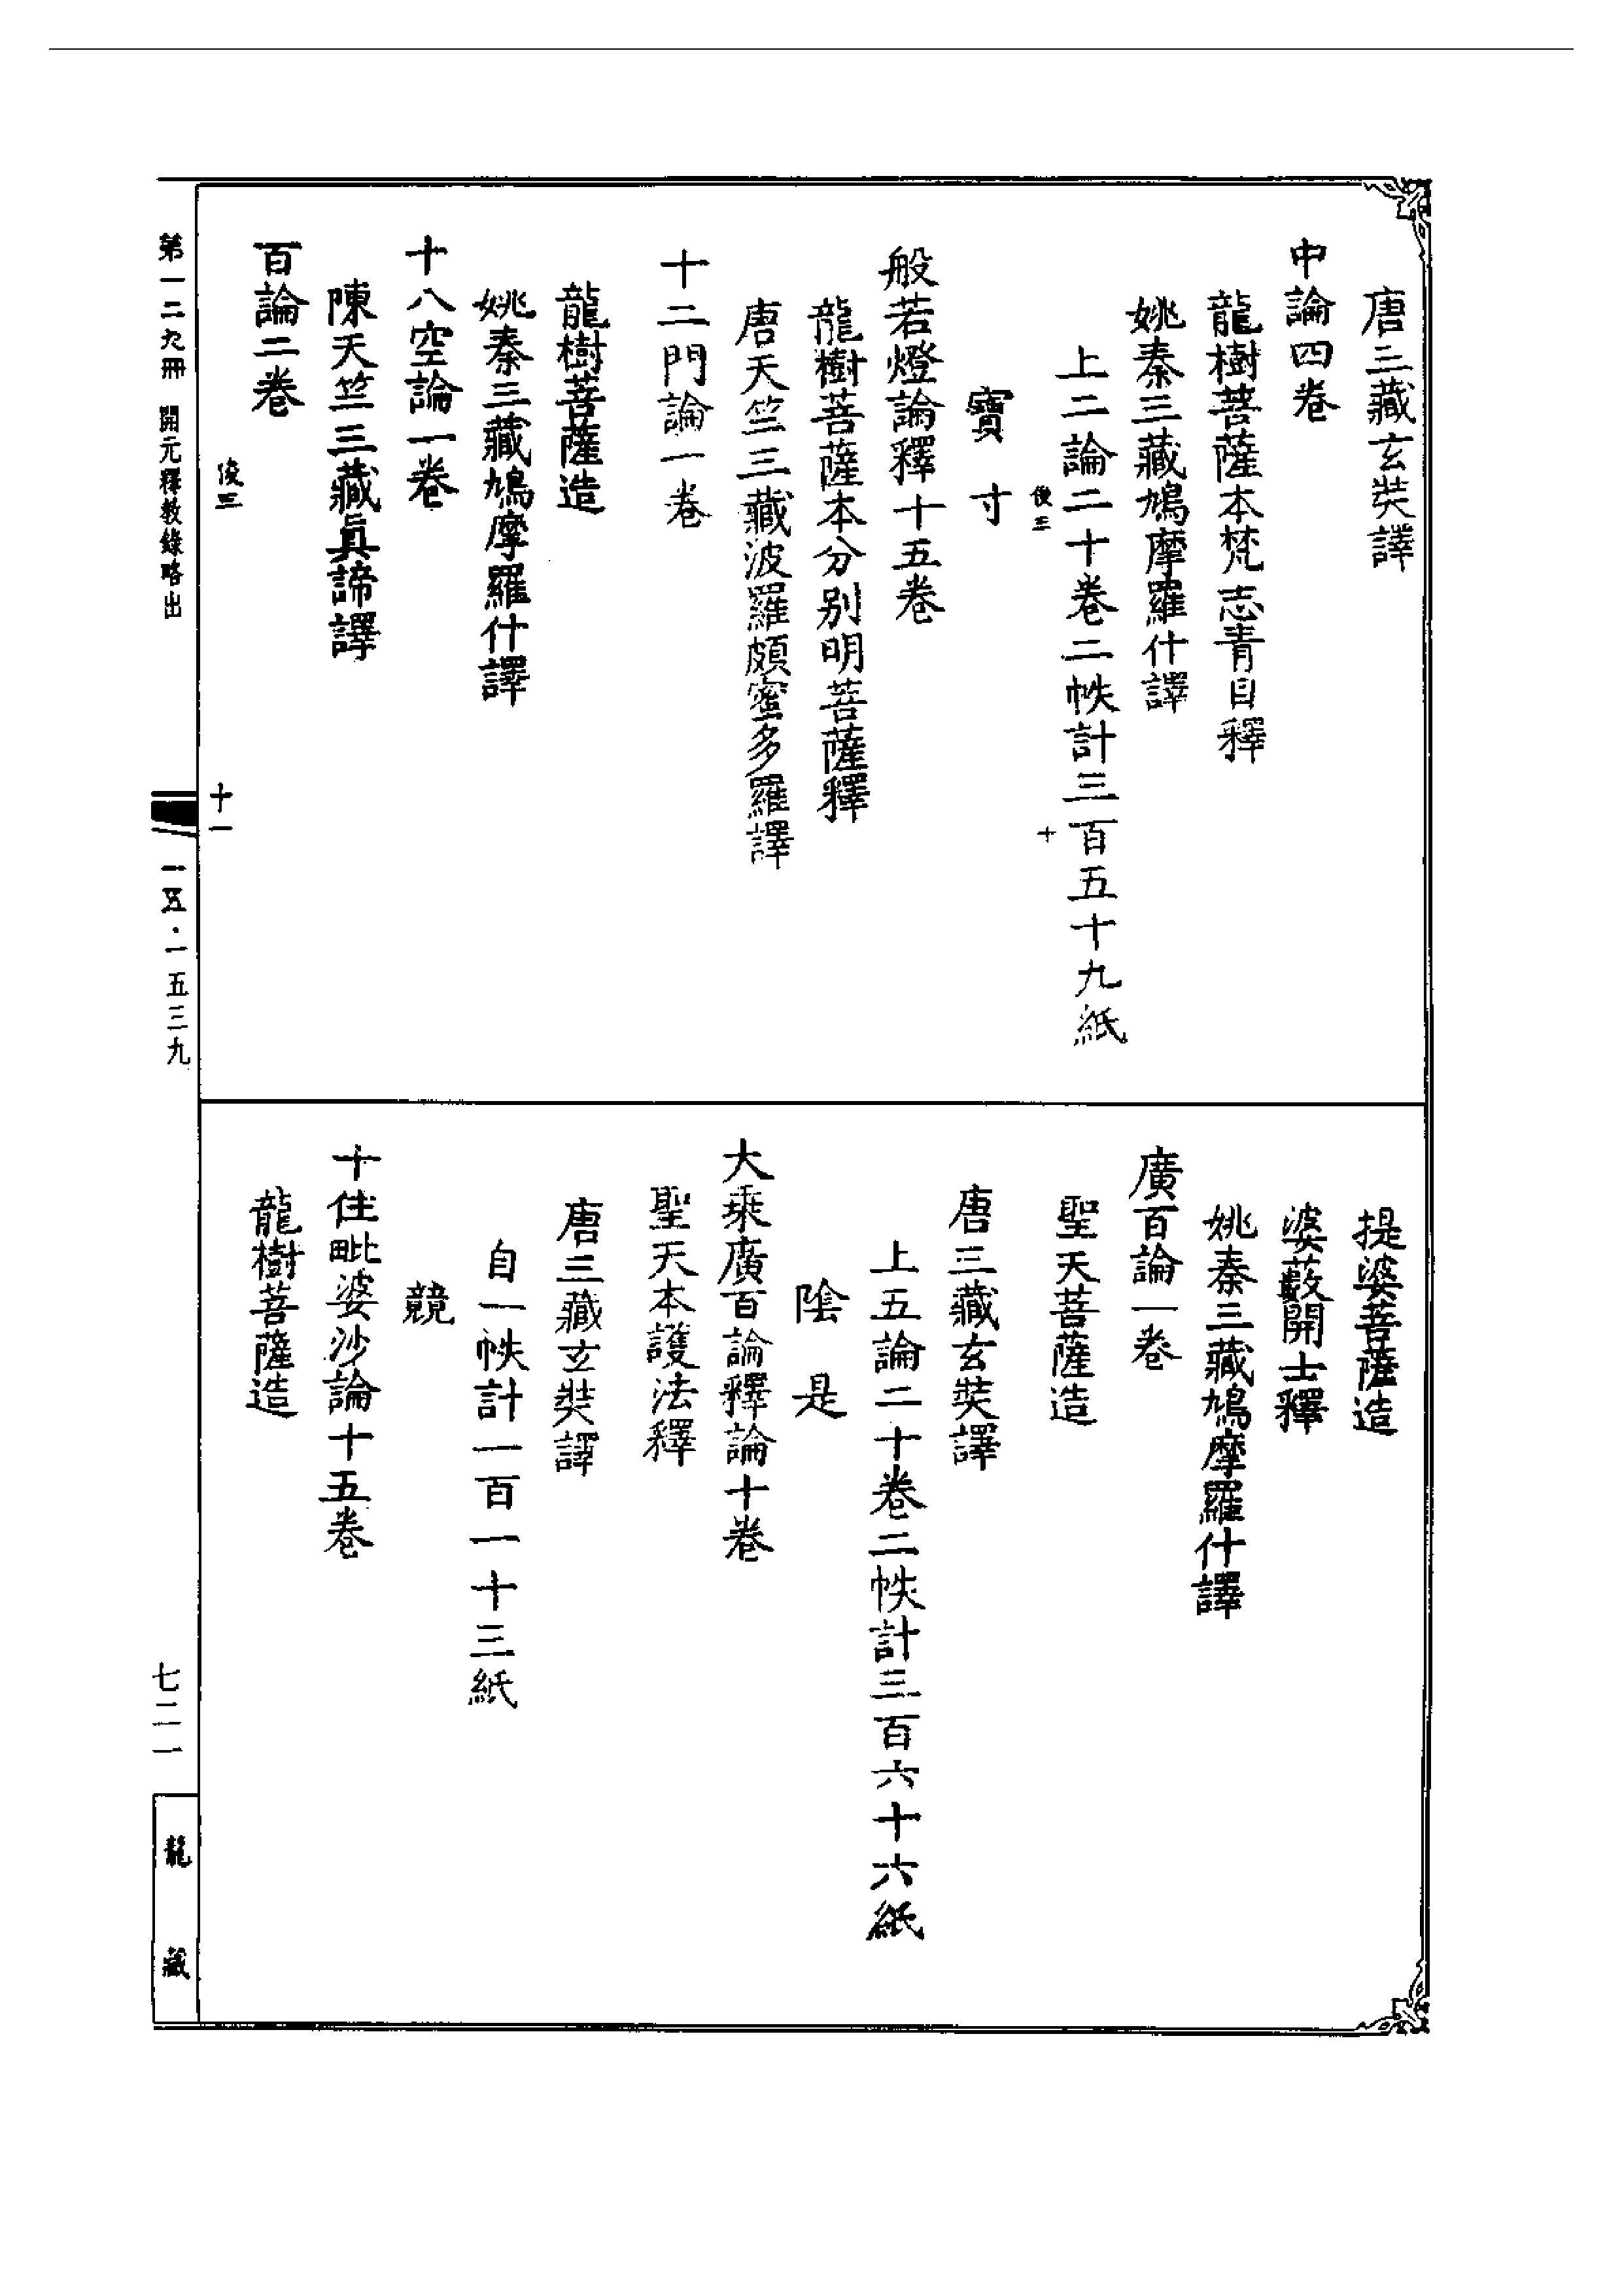 唐三藏玄奘譯
中論四卷
龍樹菩薩本梵志青目釋
姚秦三藏鳩摩羅什譯
上二論二十卷二帙計三百五十九紙
俊三
十
寶寸
般若燈論釋十五卷
龍樹菩薩本分別明菩薩釋
唐天竺三藏波羅頗蜜多羅譯
十二門論一卷
龍樹菩薩造
姚秦三藏鳩摩羅什譯
十八空論一卷
陳天竺三藏眞諦譯
百論二卷
俊三
十一
提婆菩薩造
婆藪開士釋
姚秦三藏鳩摩羅什譯
廣百論一卷
聖天菩薩造
唐三藏玄奘譯
上五論二十卷二帙計三百六十六紙
陰是
大乘廣百論釋論十卷
聖天本護法釋
唐三藏玄奘譯
自一帙計一百一十三紙
競
十住毗婆沙論十五卷
龍樹菩薩造
第一二九冊 開元釋教錄略出
一五·一五三九
七二一
龍藏